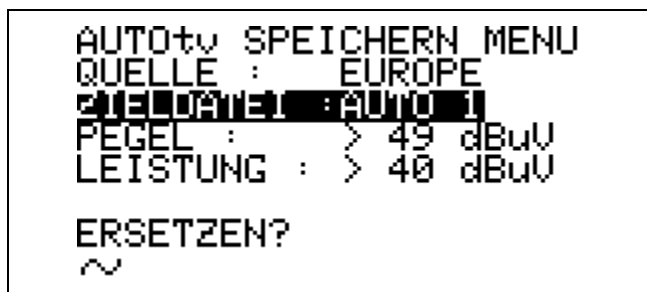 AUTOtv SPEICHERN MENU
QUELLE : EUROPE
ZIELDATEI :AUTO 1
PEGEL : > 49 dBuV
LEISTUNG : > 40 dBuV
ERSETZEN?
~